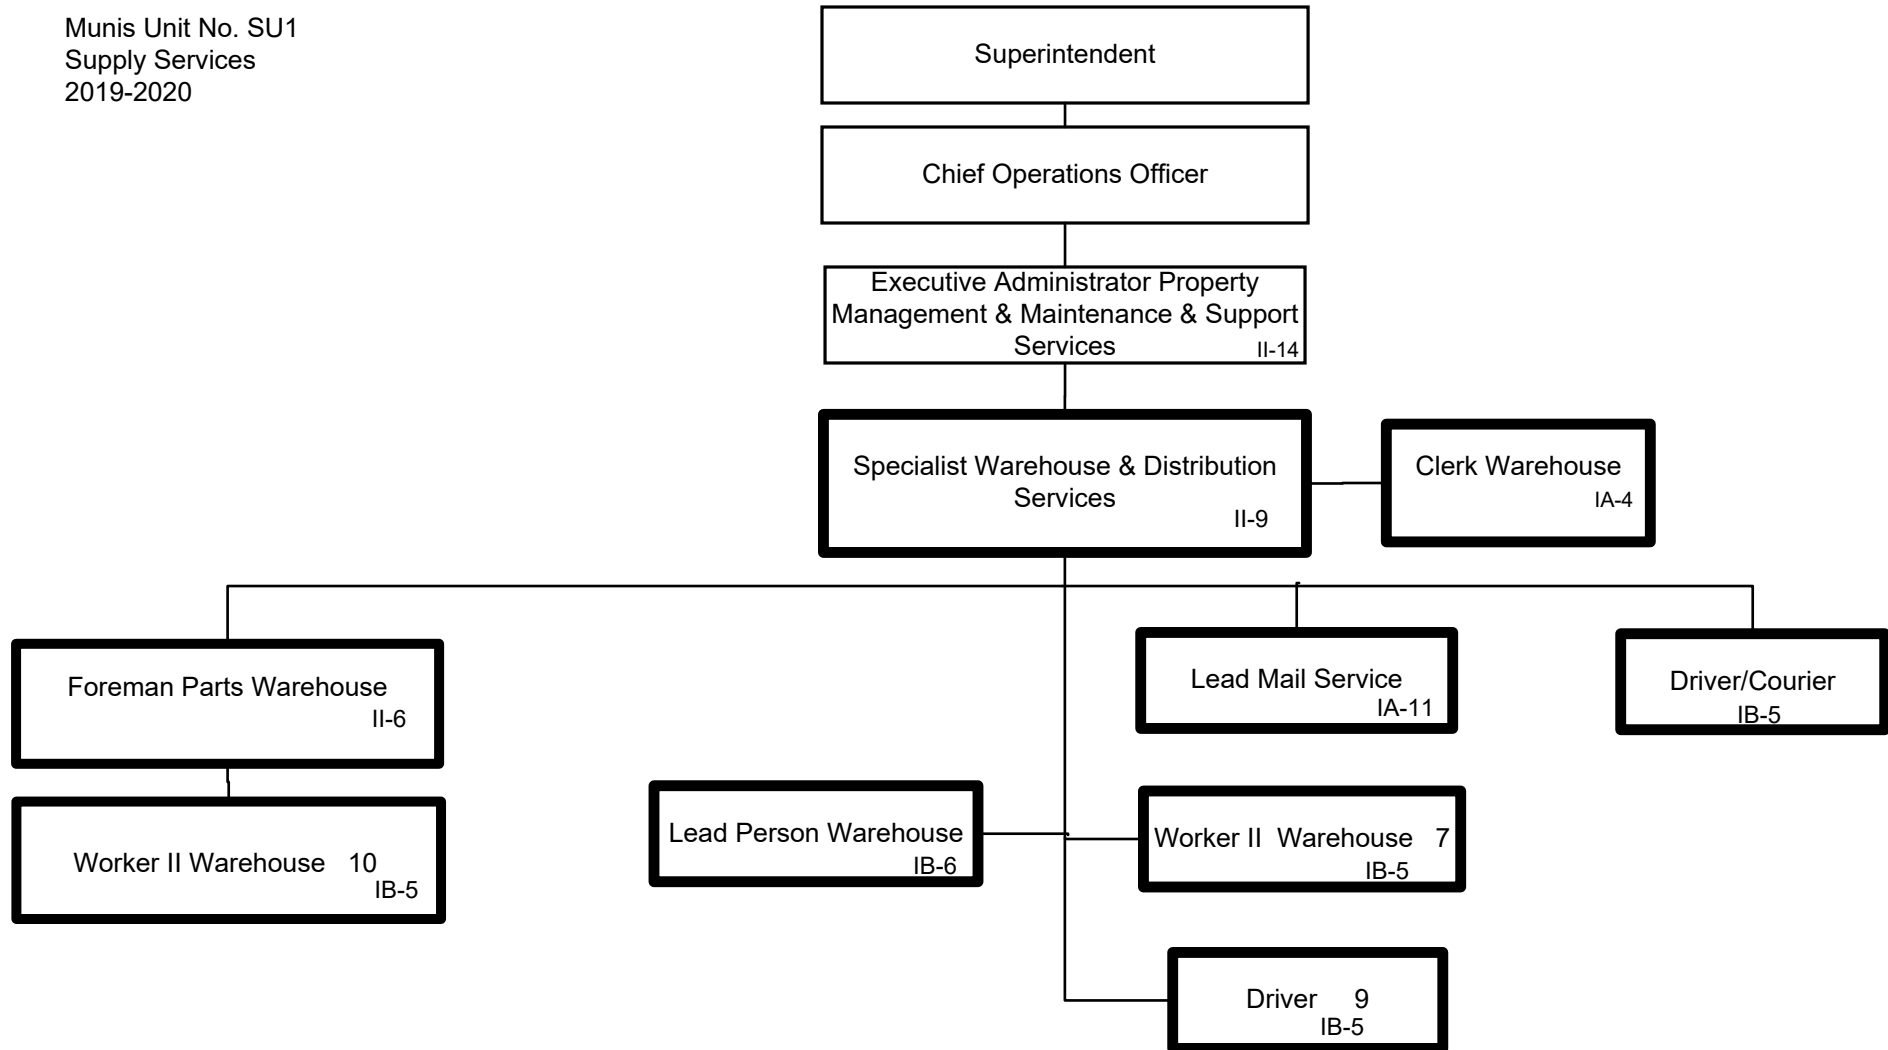 Munis Unit No. SU1
Supply Services
2019-2020
Superintendent
Chief Operations Officer
Executive Administrator Property
Management & Maintenance & Support
Services
II-14
Specialist Warehouse & Distribution
Services
II-9
Clerk Warehouse
IA-4
Foreman Parts Warehouse
II-6
Lead Mail Service
IA-11
Driver/Courier
IB-5
Worker II Warehouse 10
IB-5
Lead Person Warehouse
IB-6
Worker II Warehouse 7
IB-5
Driver 9
IB-5